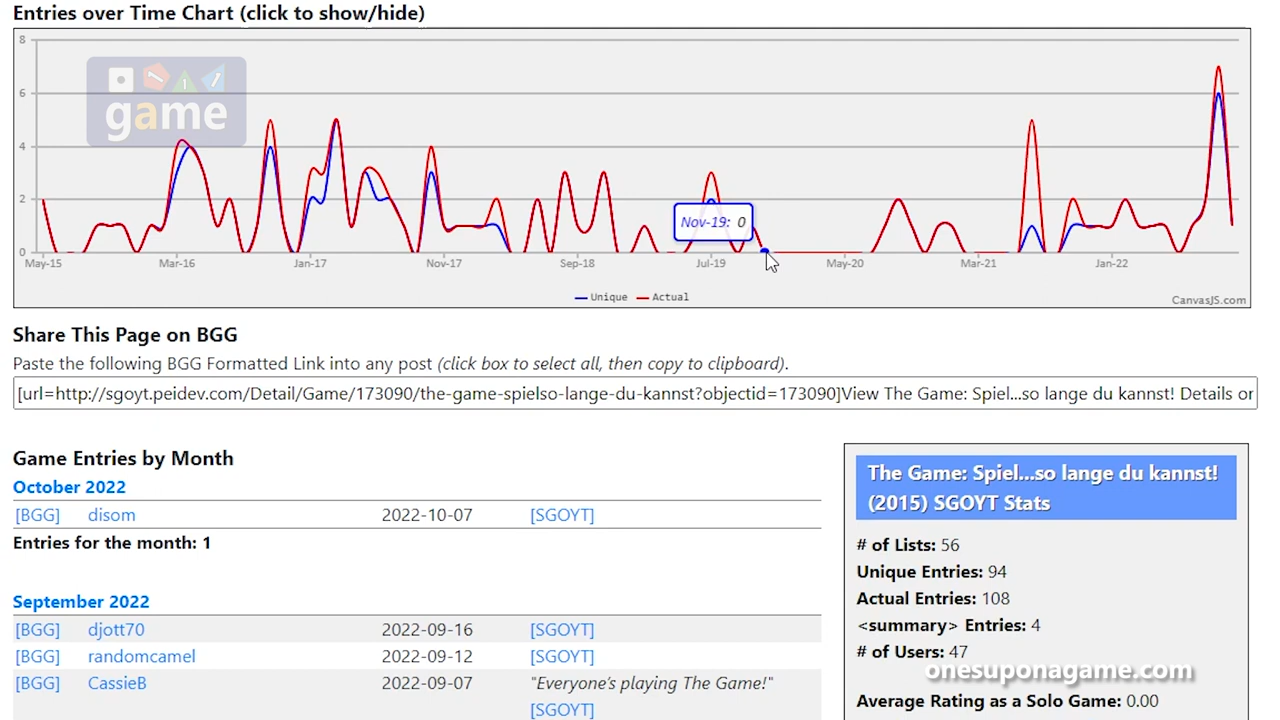 Entries over Time Chart (click to show/hide)
8
6
4
2
0
game
Nov-19: 0
May-15 Mar-16 Jan-17 Nov-17 Sep-18 Jul-19 May-20 Mar-21 Jan-22
Unique Actual
CanvasJS.com
Share This Page on BGG
Paste the following BGG Formatted Link into any post (click box to select all, then copy to clipboard).
[url=http://sgoyt.peidev.com/Detail/Game/173090/the-game-spielso-lange-du-kannst?objectid=173090]View The Game: Spiel...so lange du kannst! Details or
Game Entries by Month
October 2022
[BGG] disom 2022-10-07 [SGOYT]
Entries for the month: 1
September 2022
[BGG] djott70 2022-09-16 [SGOYT]
[BGG] randomcamel 2022-09-12 [SGOYT]
[BGG] CassieB 2022-09-07 "Everyone's playing The Game!"
[SGOYT]
The Game: Spiel...so lange du kannst!
(2015) SGOYT Stats
# of Lists: 56
Unique Entries: 94
Actual Entries: 108
<summary> Entries: 4
# of Users: 47
onesuponagame.com
Average Rating as a Solo Game: 0.00